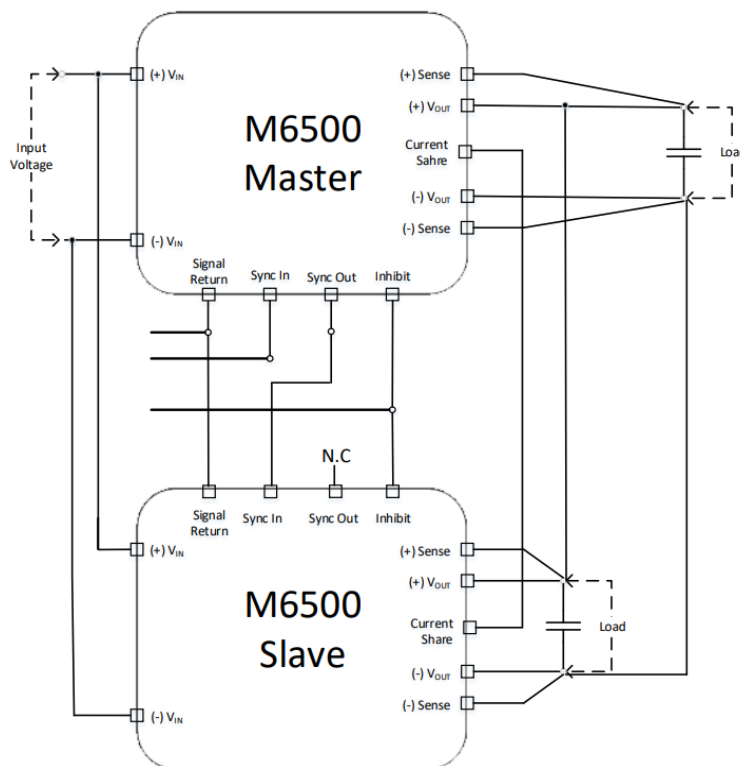 (+) VIN
(+) Sense
(+) VOUT
Input
Voltage
M6500
Master
Current
Sahre
Load
(-) VOUT
(-) VIN
(-) Sense
Signal
Return
Sync In
Sync Out
Inhibit
N.C
Signal
Return
Sync In
Sync Out
Inhibit
(+) VIN
(+) Sense
(+) VOUT
M6500
Slave
Current
Share
Load
(-) VOUT
(-) VIN
(-) Sense